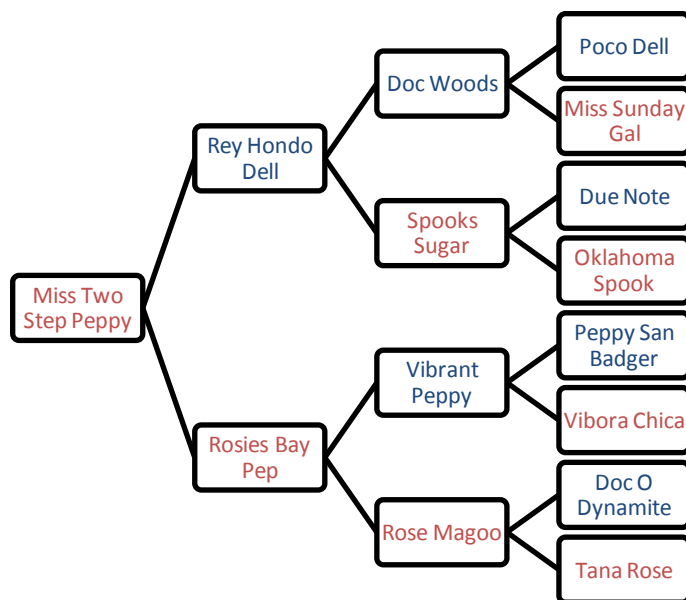 Poco Dell
Doc Woods
Miss Sunday
Gal
Rey Hondo
Dell
Due Note
Spooks
Sugar
Oklahoma
Spook
Miss Two
Step Peppy
Peppy San
Badger
Vibrant
Peppy
Vibora Chica
Rosies Bay
Pep
Doc O
Dynamite
Rose Magoo
Tana Rose